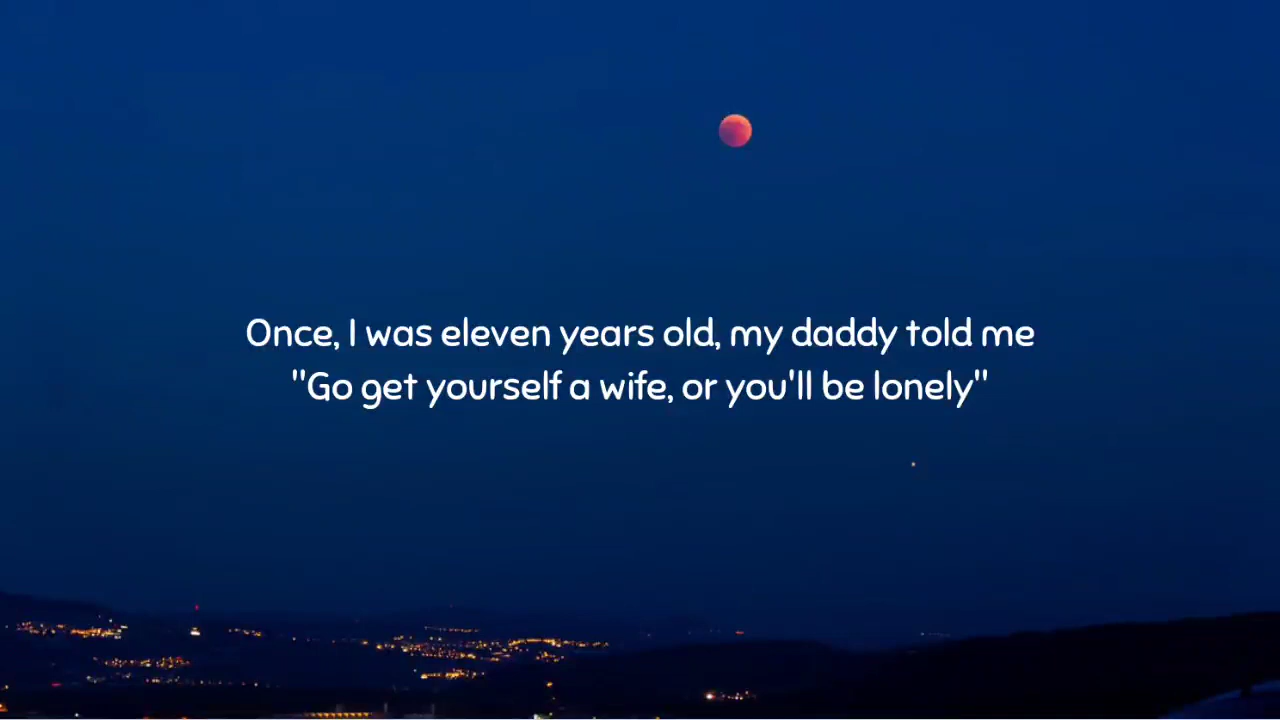 Once, I was eleven years old, my daddy told me
"Go get yourself a wife, or you'll be lonely"